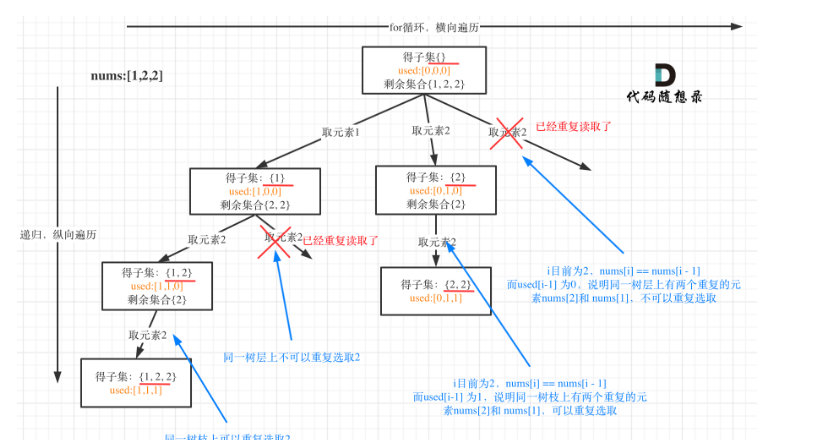 for循环，横向遍历
nums:[1,2,2]
得子集{}
used:[0,0,0]
剩余集合{1, 2, 2}
代码随想录
取元素1
取元素2
取元素2
已经重复读取了
得子集：{1}
used:[1,0,0]
剩余集合{2, 2}
得子集：{2}
used:[0,1,0]
剩余集合{2}
递归，纵向遍历
取元素2
取元素2
已经重复读取了
取元素2
得子集：{1, 2}
used:[1,1,0]
剩余集合{2}
得子集：{2, 2}
used:[0,1,1]
i目前为2，nums[i] == nums[i - 1]
而used[i-1] 为0，说明同一树层上有两个重复的元
素nums[2]和 nums[1]，不可以重复选取
取元素2
同一树层上不可以重复选取2
得子集：{1, 2, 2}
used:[1,1,1]
i目前为2，nums[i] == nums[i - 1]
而used[i-1] 为1，说明同一树枝上有两个重复的元
素nums[2]和 nums[1]，可以重复选取
同一树枝上可以重复选取2